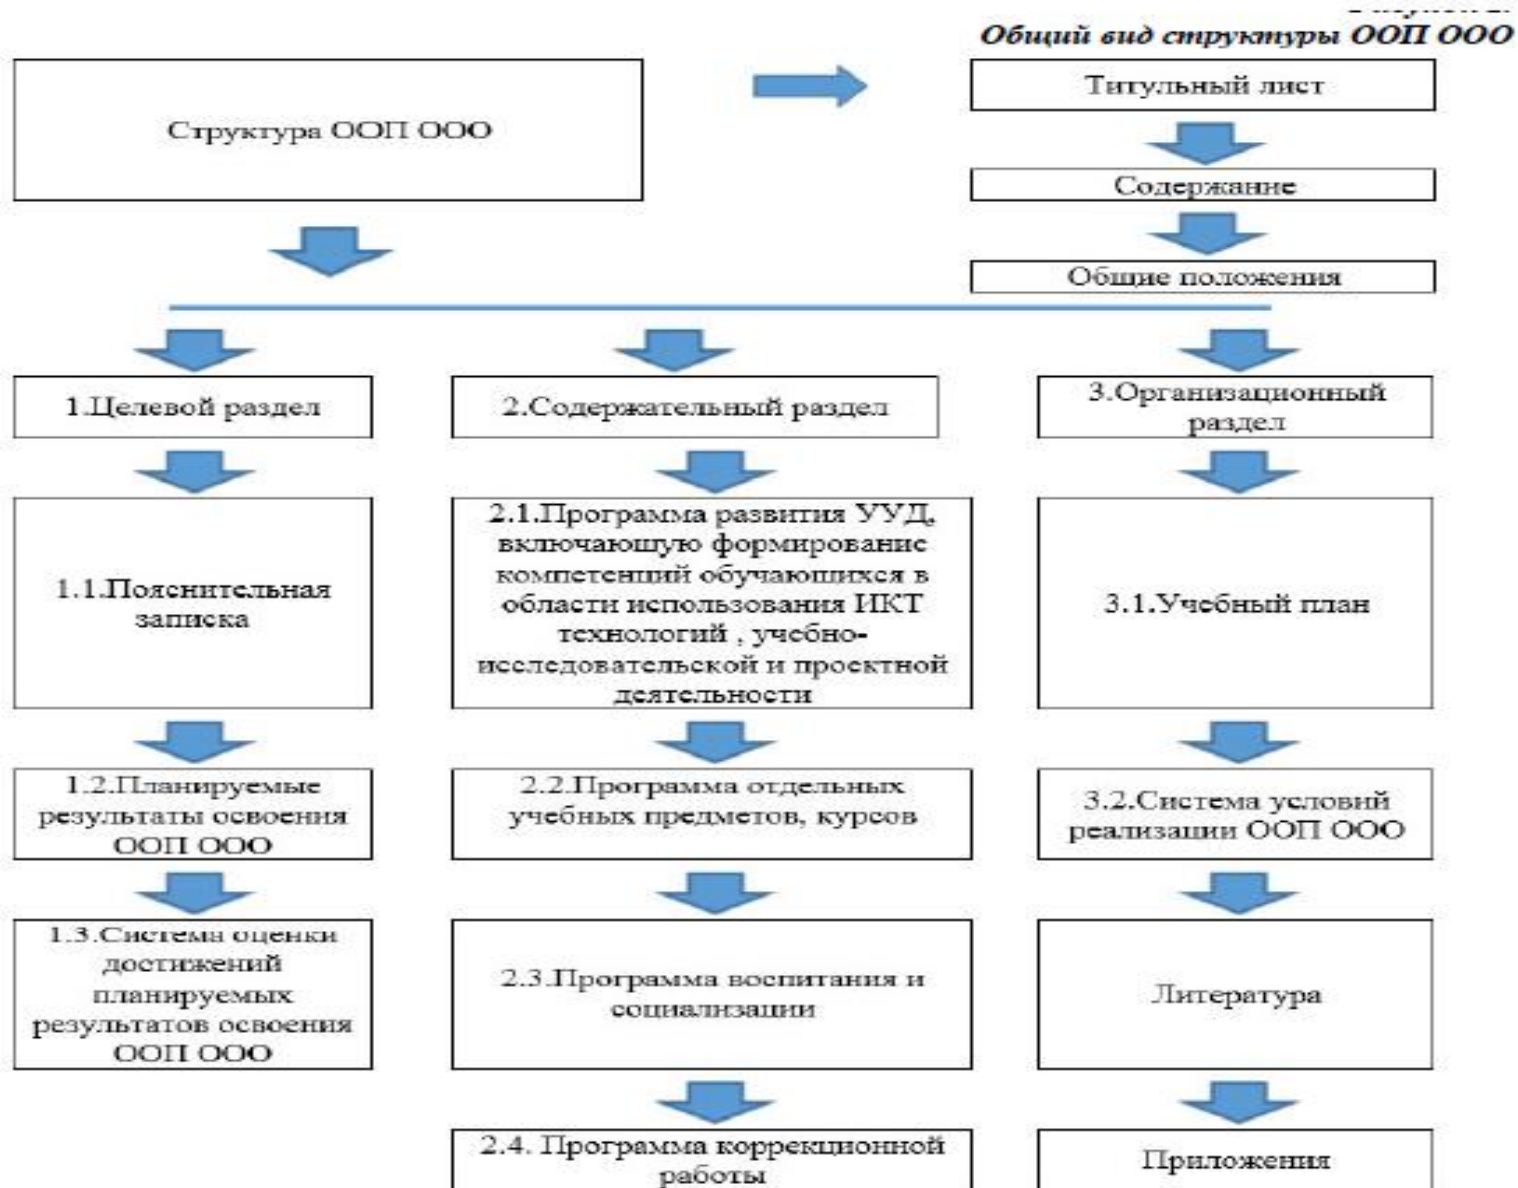 Общий вид структуры ООП ООО
Структура ООП ООО
Титульный лист
Содержание
Общие положения
1.Целевой раздел
2.Содержательный раздел
3.Организационный
раздел
1.1.Пояснительная
записка
2.1.Программа развития УУД,
включающую формирование
компетенций обучающихся в
области использования ИКТ
технологий , учебно-
исследовательской и проектной
деятельности
3.1.Учебный план
1.2.Планируемые
результаты освоения
ООП ООО
2.2.Программа отдельных
учебных предметов, курсов
3.2.Система условий
реализации ООП ООО
1.3.Система оценки
достижений
планируемых
результатов освоения
ООП ООО
2.3.Программа воспитания и
социализации
Литература
2.4. Программа коррекционной
работы
Приложения